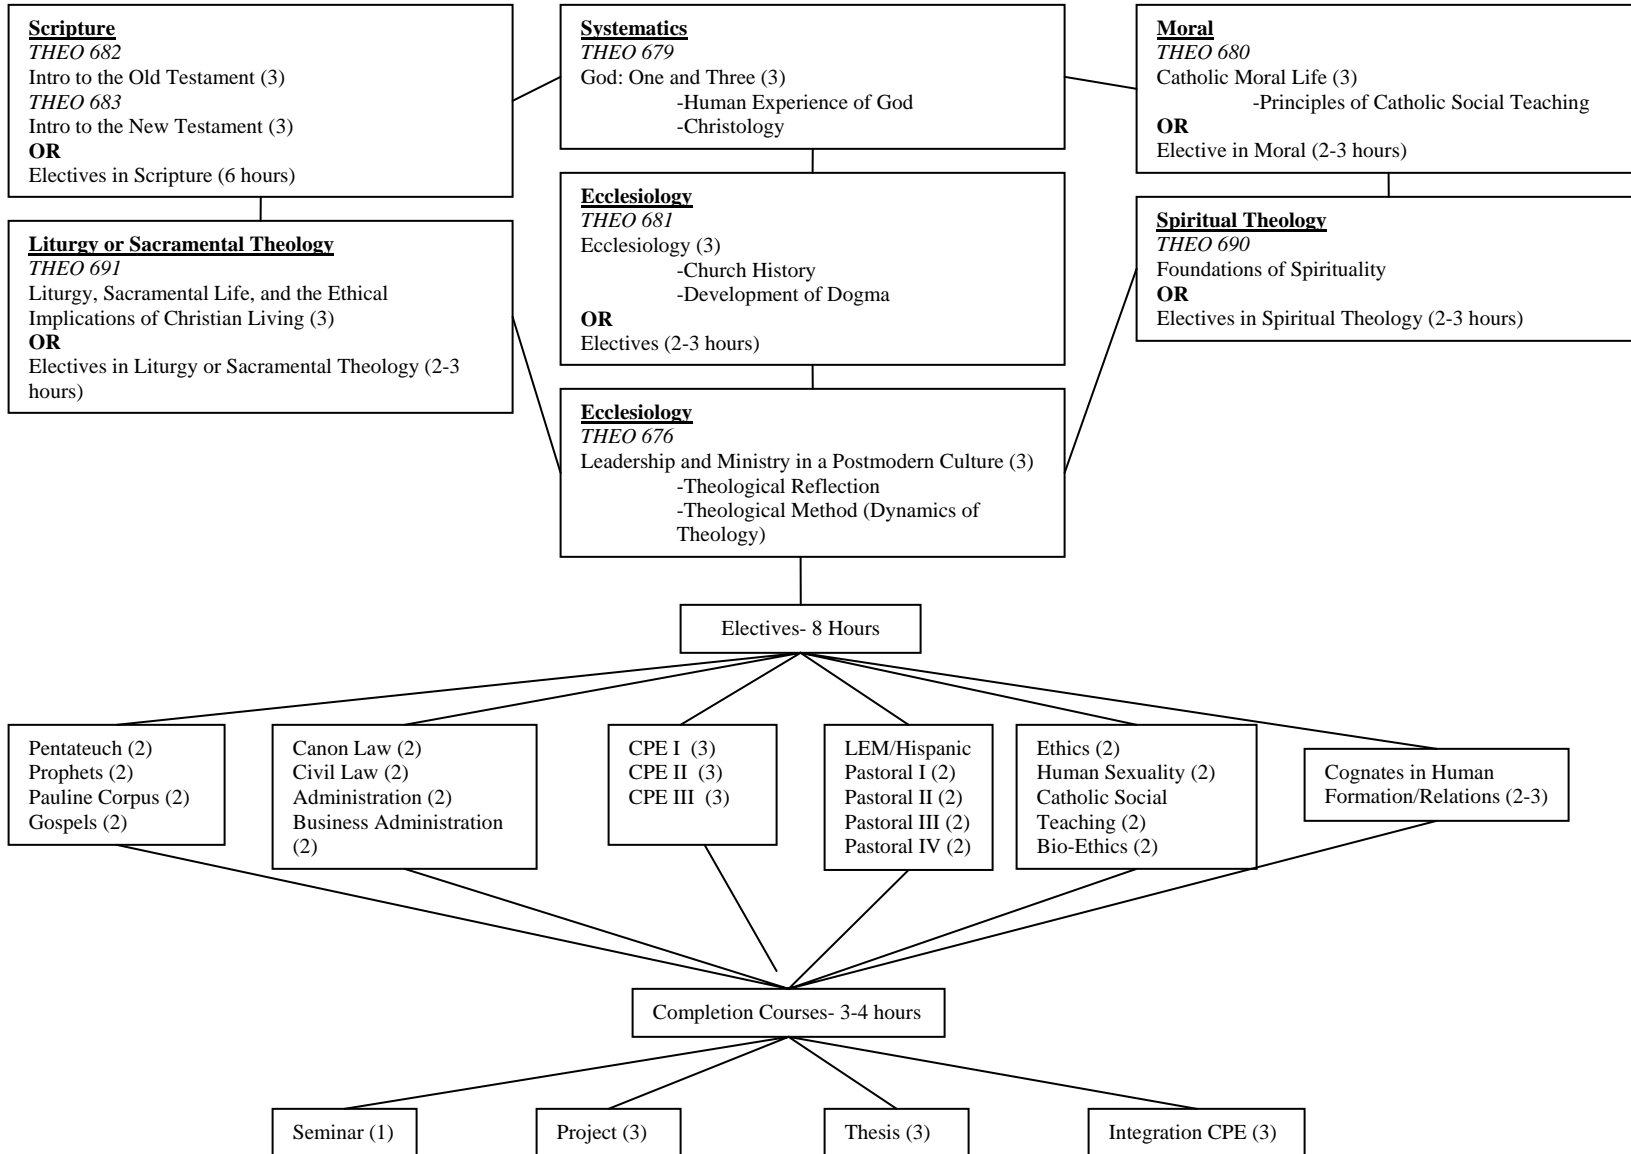 Scripture
THEO 682
Intro to the Old Testament (3)
THEO 683
Intro to the New Testament (3)
OR
Electives in Scripture (6 hours)
Systematics
THEO 679
God: One and Three (3)
-Human Experience of God
-Christology
Moral
THEO 680
Catholic Moral Life (3)
-Principles of Catholic Social Teaching
OR
Elective in Moral (2-3 hours)
Liturgy or Sacramental Theology
THEO 691
Liturgy, Sacramental Life, and the Ethical
Implications of Christian Living (3)
OR
Electives in Liturgy or Sacramental Theology (2-3
hours)
Ecclesiology
THEO 681
Ecclesiology (3)
-Church History
-Development of Dogma
OR
Electives (2-3 hours)
Spiritual Theology
THEO 690
Foundations of Spirituality
OR
Electives in Spiritual Theology (2-3 hours)
Ecclesiology
THEO 676
Leadership and Ministry in a Postmodern Culture (3)
-Theological Reflection
-Theological Method (Dynamics of
Theology)
Electives- 8 Hours
Pentateuch (2)
Prophets (2)
Pauline Corpus (2)
Gospels (2)
Canon Law (2)
Civil Law (2)
Administration (2)
Business Administration
(2)
CPE I  (3)
CPE II  (3)
CPE III  (3)
LEM/Hispanic
Pastoral I (2)
Pastoral II (2)
Pastoral III (2)
Pastoral IV (2)
Ethics (2)
Human Sexuality (2)
Catholic Social
Teaching (2)
Bio-Ethics (2)
Cognates in Human
Formation/Relations (2-3)
Completion Courses- 3-4 hours
Seminar (1)
Project (3)
Thesis (3)
Integration CPE (3)